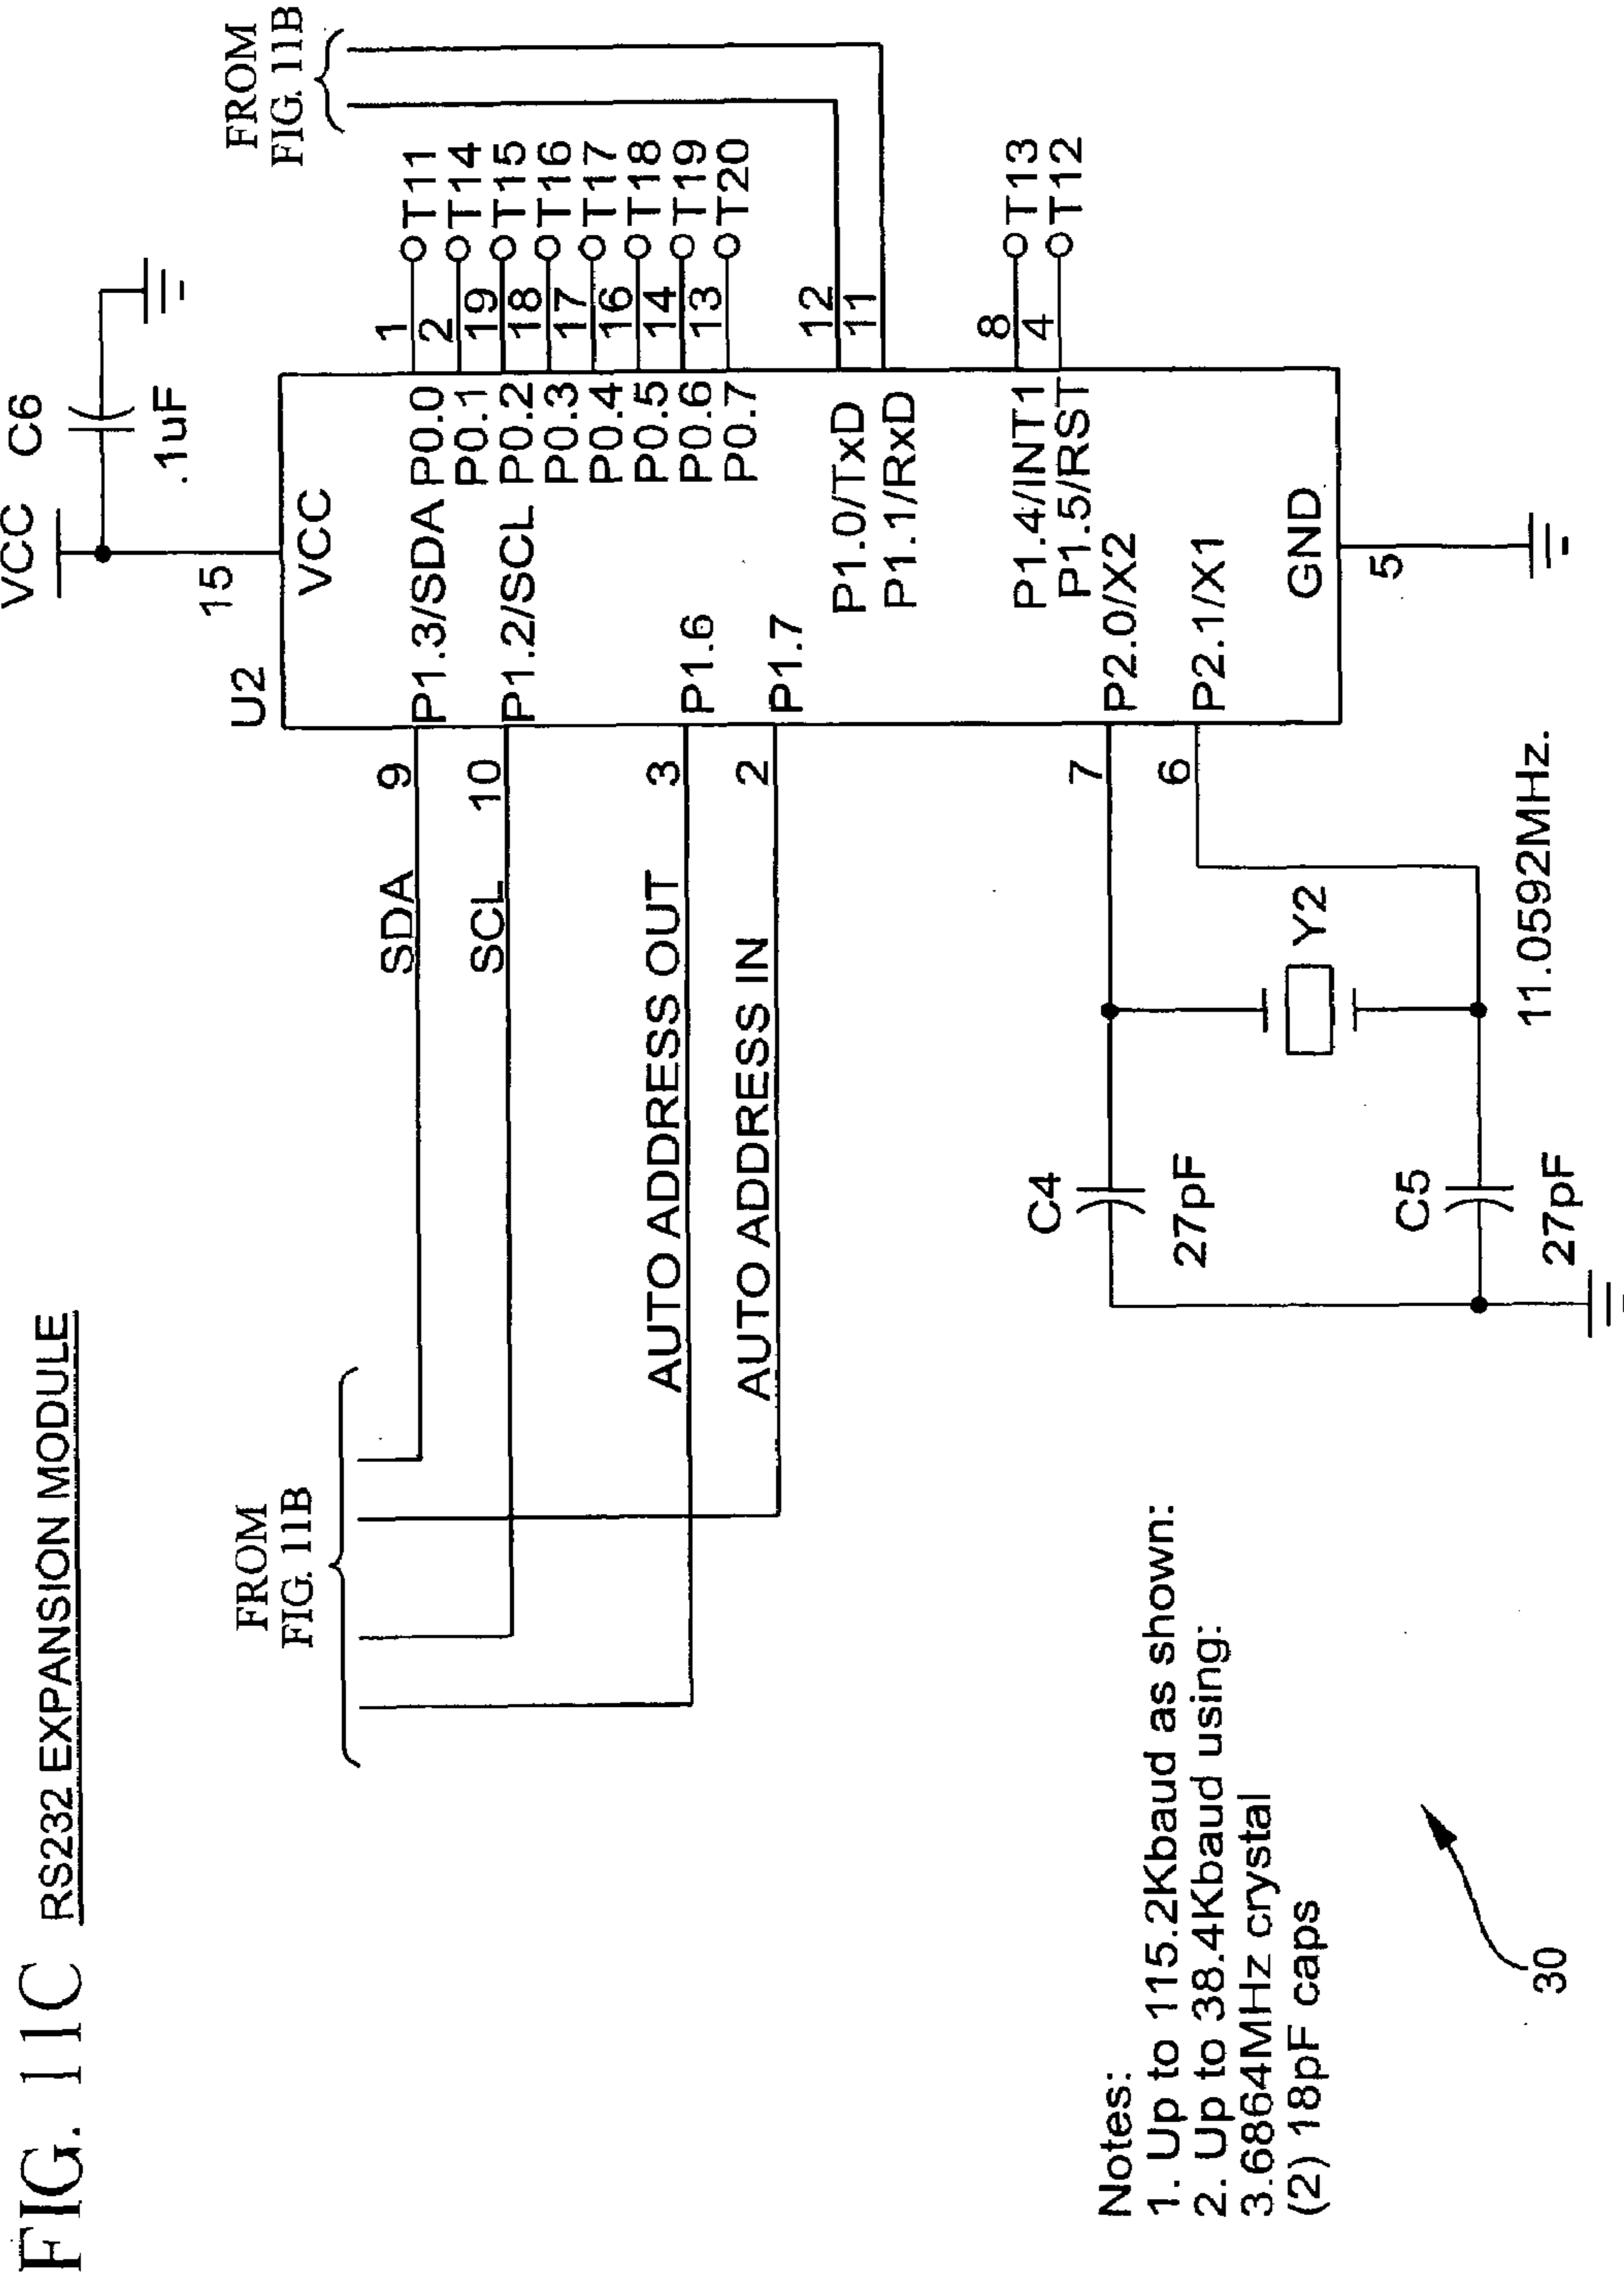 FIG. 11C RS232 EXPANSION MODULE
FROM
FIG. 11B
SDA
9
SCL
10
AUTO ADDRESS OUT
3
AUTO ADDRESS IN
2
U2
VCC
C6
.1uF
15
VCC
P1.3/SDA
P1.2/SCL
P1.6
P1.7
P2.0/X2
P2.1/X1
GND
5
P0.0
P0.1
P0.2
P0.3
P0.4
P0.5
P0.6
P0.7
P1.0/TxD
P1.1/RxD
P1.4/INT1
P1.5/RST
1
2
19
18
17
16
14
13
12
11
8
4
T11
T14
T15
T16
T17
T18
T19
T20
T13
T12
FROM
FIG. 11B
7
6
C4
27pF
Y2
11.0592MHz.
C5
27pF
Notes:
1. Up to 115.2Kbaud as shown:
2. Up to 38.4Kbaud using:
3.6864MHz crystal
(2) 18pF caps
30